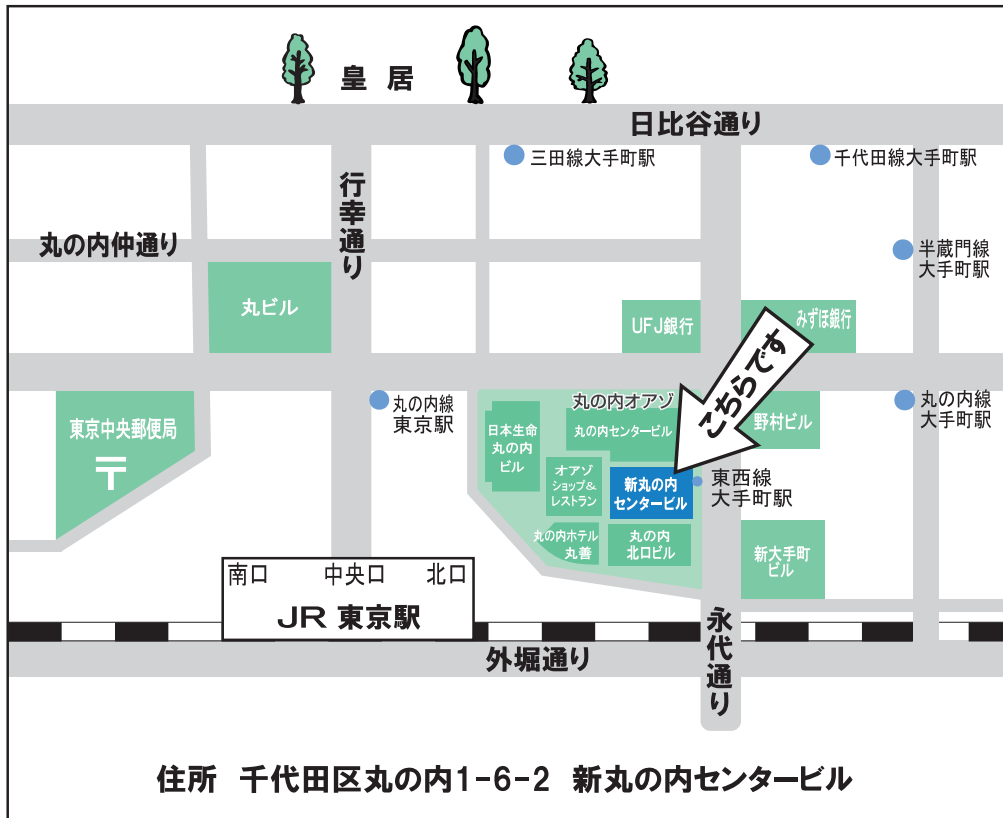 皇居
日比谷通り
三田線大手町駅
千代田線大手町駅
行幸通り
丸の内仲通り
半蔵門線
大手町駅
丸ビル
UFJ銀行
みずほ銀行
こちらです
丸の内線
東京駅
丸の内オアゾ
丸の内線
大手町駅
東京中央郵便局
〒
日本生命
丸の内
ビル
丸の内センタービル
野村ビル
オアゾ
ショップ&
レストラン
新丸の内
センタービル
東西線
大手町駅
丸の内ホテル
丸善
丸の内
北口ビル
新大手町
ビル
南口 中央口 北口
JR 東京駅
永代通り
外堀通り
住所 千代田区丸の内1-6-2 新丸の内センタービル